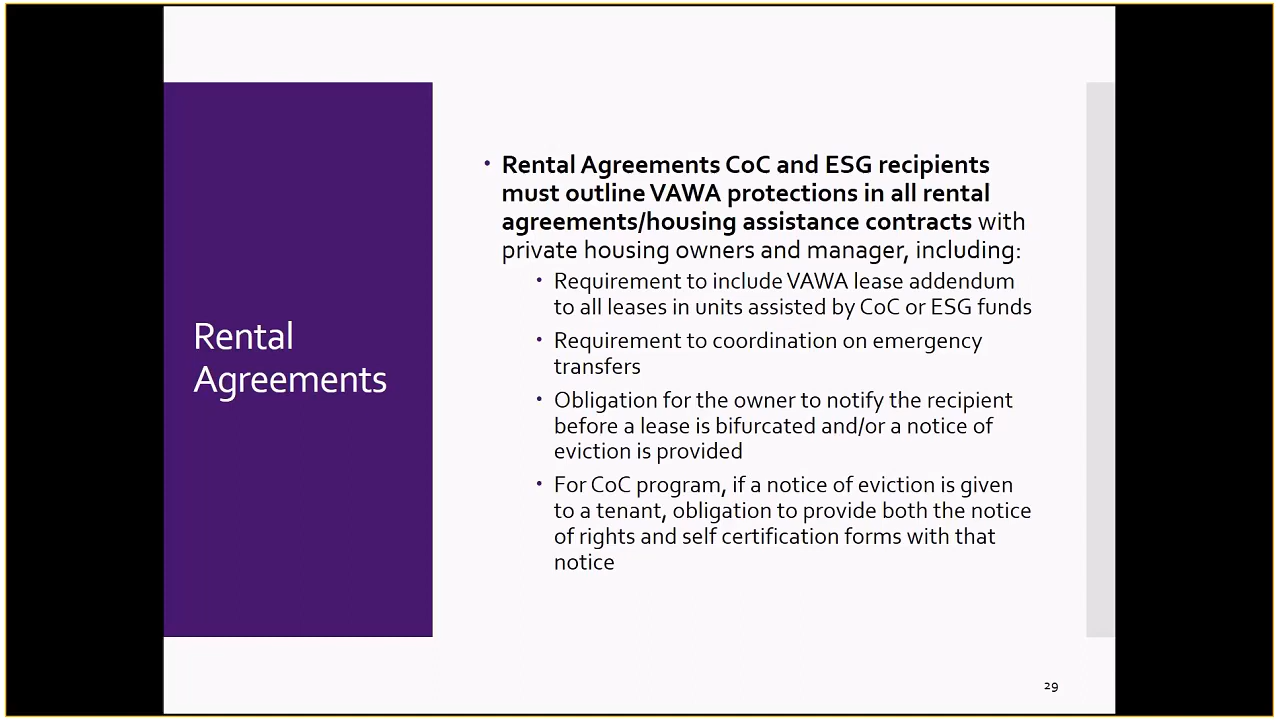 Rental
Agreements
• Rental Agreements CoC and ESG recipients
must outline VAWA protections in all rental
agreements/housing assistance contracts with
private housing owners and manager, including:
• Requirement to include VAWA lease addendum
to all leases in units assisted by CoC or ESG funds
• Requirement to coordination on emergency
transfers
• Obligation for the owner to notify the recipient
before a lease is bifurcated and/or a notice of
eviction is provided
• For CoC program, if a notice of eviction is given
to a tenant, obligation to provide both the notice
of rights and self certification forms with that
notice
29